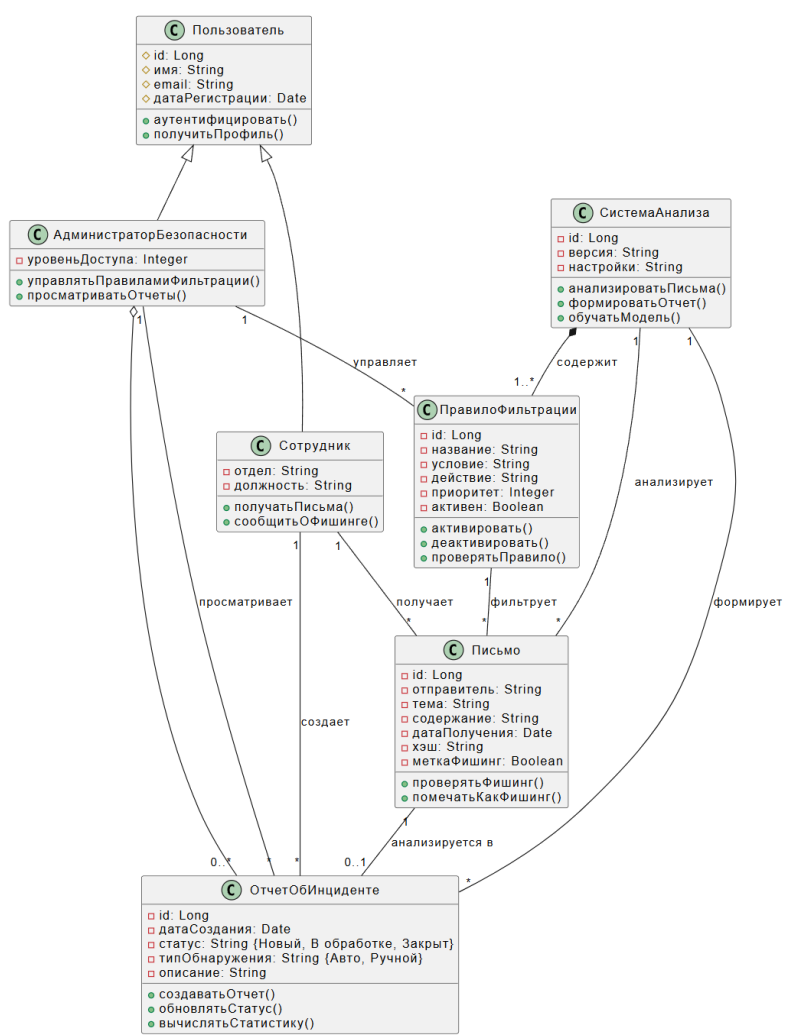 C Пользователь
id: Long
имя: String
email: String
датаРегистрации: Date
аутентифицировать()
получитьПрофиль()
C АдминистраторБезопасности
уровеньДоступа: Integer
управлятьПравиламиФильтрации()
просматриватьОтчеты()
C СистемаАнализа
id: Long
версия: String
настройки: String
анализироватьПисьма()
формироватьОтчет()
обучатьМодель()
1
1
1
1
управляет
содержит
*
1..*
C ПравилоФильтрации
id: Long
название: String
условие: String
действие: String
приоритет: Integer
активен: Boolean
активировать()
деактивировать()
проверятьПравило()
C Сотрудник
отдел: String
должность: String
получатьПисьма()
сообщитьОФишинге()
анализирует
1
1
1
просматривает
получает
фильтрует
формирует
*
*
*
C Письмо
id: Long
отправитель: String
тема: String
содержание: String
датаПолучения: Date
хэш: String
меткаФишинг: Boolean
проверятьФишинг()
помечатьКакФишинг()
создает
1
анализируется в
0..*
*
*
0..1
*
C ОтчетОбИнциденте
id: Long
датаСоздания: Date
статус: String {Новый, В обработке, Закрыт}
типОбнаружения: String {Авто, Ручной}
описание: String
создаватьОтчет()
обновлятьСтатус()
вычислятьСтатистику()